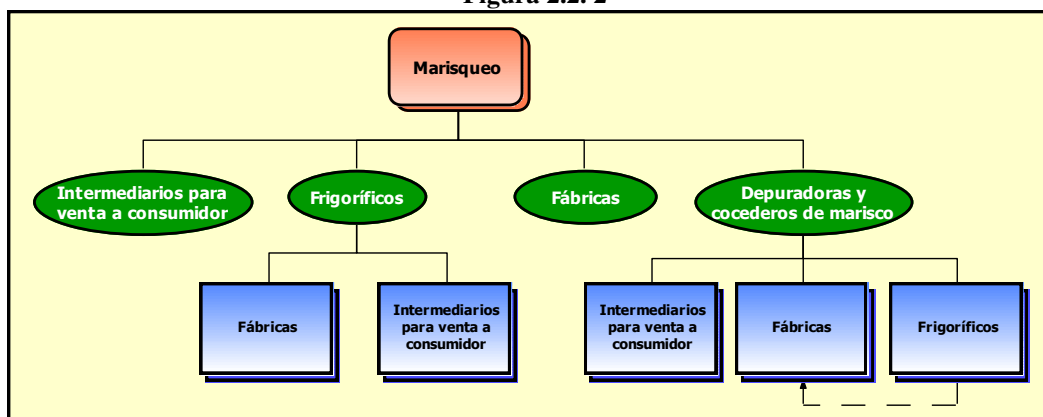 Figura 2.2. 2
Marisqueo
Intermediarios para
venta a consumidor
Frigoríficos
Fábricas
Depuradoras y
cocederos de marisco
Fábricas
Intermediarios
para venta a
consumidor
Intermediarios
para venta a
consumidor
Fábricas
Frigoríficos